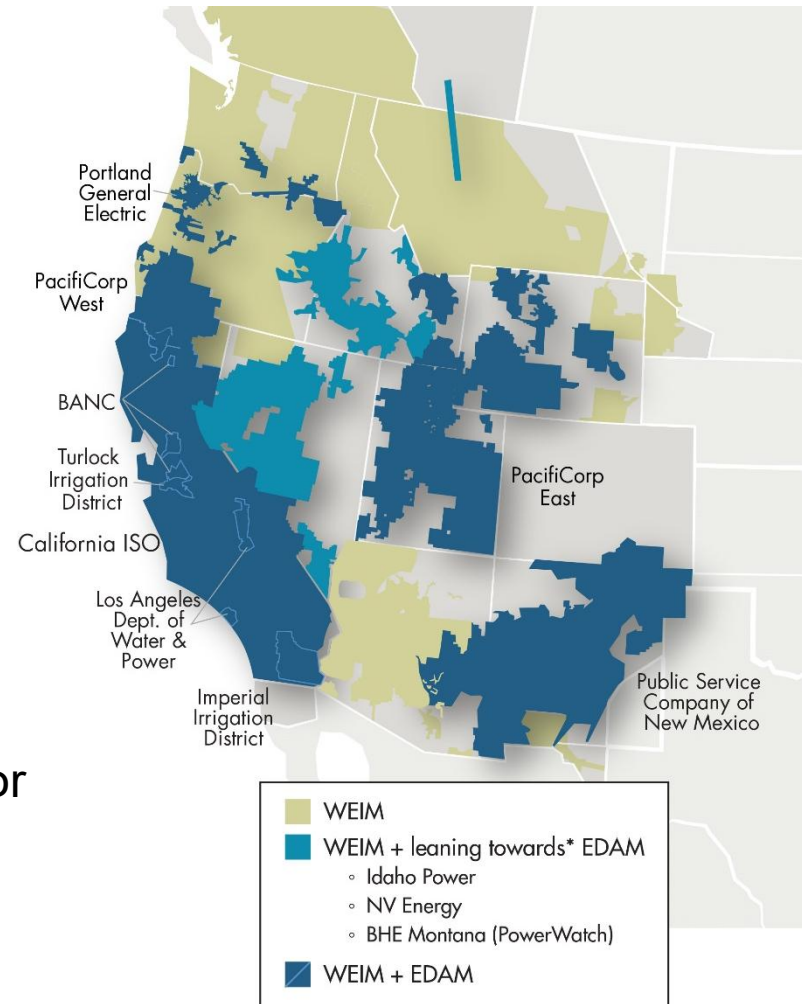 Portland
General
Electric
PacifiCorp
West
BANC
Turlock
Irrigation
District
California ISO
Los Angeles
Dept. of
Water &
Power
Imperial
Irrigation
District
PacifiCorp
East
Public Service
Company of
New Mexico
or
WEIM
WEIM + leaning towards* EDAM
◦ Idaho Power
◦ NV Energy
◦ BHE Montana (PowerWatch)
WEIM + EDAM